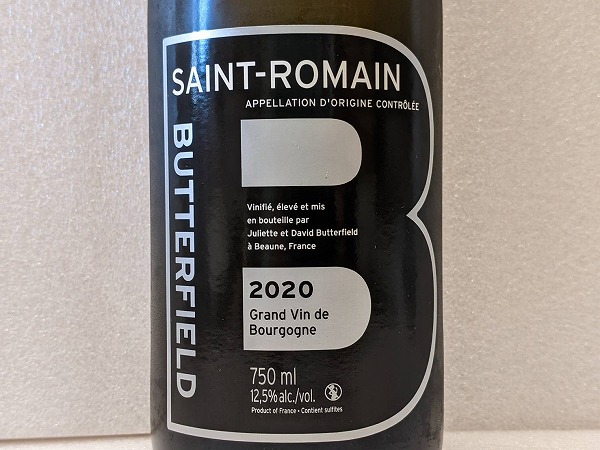 SAINT-ROMAIN
APPELLATION D'ORIGINE CONTRÔLÉE
BUTTERFIELD
B
Vinifié, élevé et mis
en bouteille par
Juliette et David Butterfield
à Beaune, France
2020
Grand Vin de
Bourgogne
750 ml
12,5% alc./vol.
Product of France • Contient sulfites